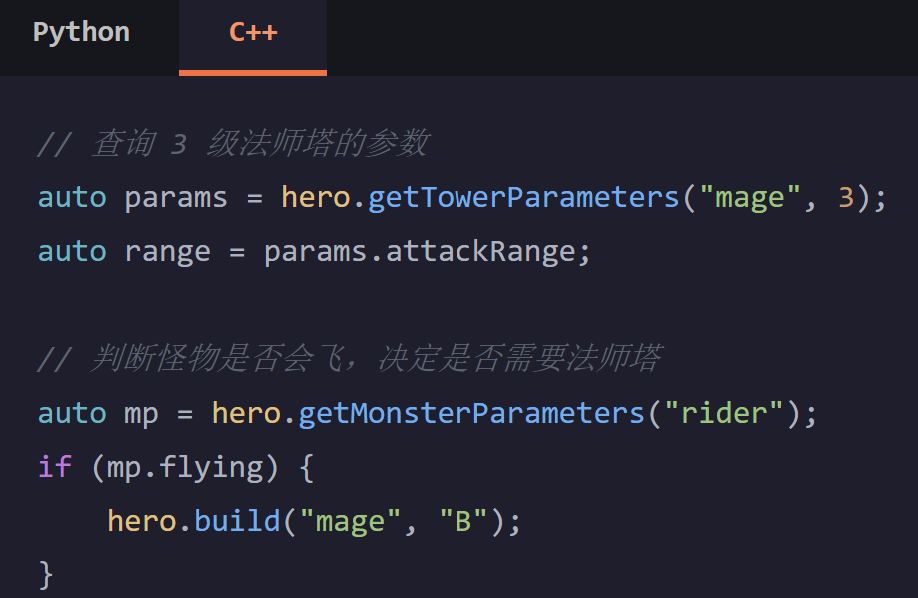 Python
C++
// 查询 3 级法师塔的参数
auto params = hero.getTowerParameters("mage", 3);
auto range = params.attackRange;
// 判断怪物是否会飞，决定是否需要法师塔
auto mp = hero.getMonsterParameters("rider");
if (mp.flying) {
    hero.build("mage", "B");
}